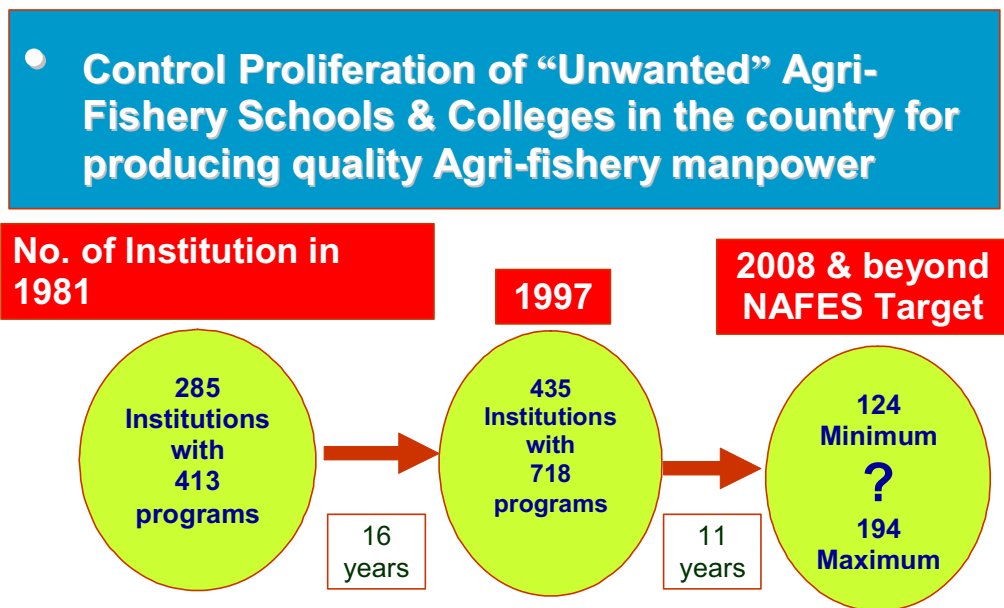 • Control Proliferation of “Unwanted” Agri-
Fishery Schools & Colleges in the country for
producing quality Agri-fishery manpower
No. of Institution in
1981
1997
2008 & beyond
NAFES Target
285
Institutions
with
413
programs
435
Institutions
with
718
programs
124
Minimum
?
194
Maximum
16
years
11
years